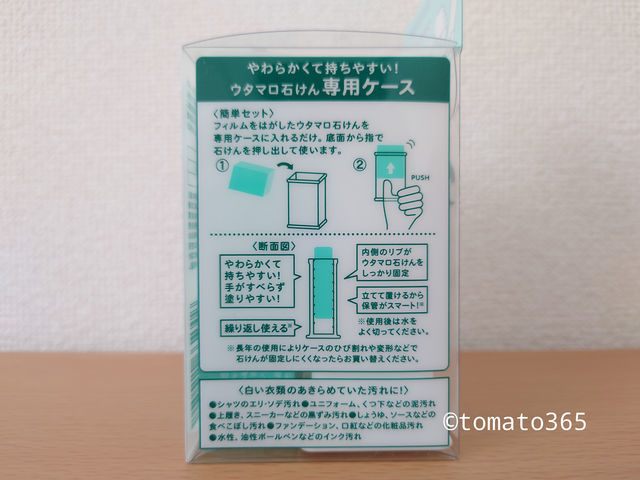 やわらかくて持ちやすい!
ウタマロ石けん専用ケース
〈簡単セット〉
フィルムをはがしたウタマロ石けんを
専用ケースに入れるだけ。底面から指で
石けんを押し出して使います。
①
②
PUSH
〈断面図〉
やわらかくて
持ちやすい!
手がすべらず
塗りやすい!
繰り返し使える※
内側のリブが
ウタマロ石けんを
しっかり固定
立てて置けるから
保管がスマート!※
※使用後は水を
よく切ってください。
※長年の使用によりケースのひび割れや変形などで
石けんが固定しにくくなったらお買い替えください。
〈白い衣類のあきらめていた汚れに!〉
●シャツのエリ・ソデ汚れ●ユニフォーム、くつ下などの泥汚れ
●上履き、スニーカーなどの黒ずみ汚れ●しょうゆ、ソースなどの
食べこぼし汚れ●ファンデーション、口紅などの化粧品汚れ
●水性、油性ボールペンなどのインク汚れ
©tomato365